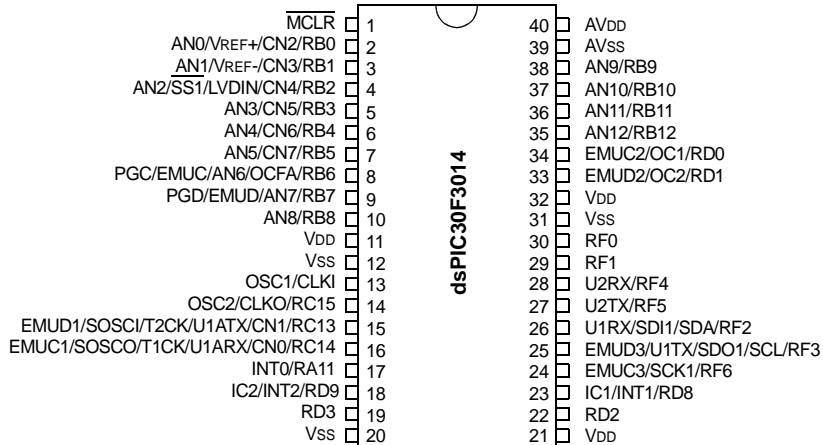 MCLR 1 40 AVDD
AN0/VREF+/CN2/RB0 2 39 AVSS
AN1/VREF-/CN3/RB1 3 38 AN9/RB9
AN2/SS1/LVDIN/CN4/RB2 4 37 AN10/RB10
AN3/CN5/RB3 5 36 AN11/RB11
AN4/CN6/RB4 6 35 AN12/RB12
AN5/CN7/RB5 7 34 EMUC2/OC1/RD0
PGC/EMUC/AN6/OCFA/RB6 8 33 EMUD2/OC2/RD1
PGD/EMUD/AN7/RB7 9 32 VDD
AN8/RB8 10 31 VSS
VDD 11 30 RF0
VSS 12 29 RF1
OSC1/CLKI 13 28 U2RX/RF4
OSC2/CLKO/RC15 14 27 U2TX/RF5
EMUD1/SOSCI/T2CK/U1ATX/CN1/RC13 15 26 U1RX/SDI1/SDA/RF2
EMUC1/SOSCO/T1CK/U1ARX/CN0/RC14 16 25 EMUD3/U1TX/SDO1/SCL/RF3
INT0/RA11 17 24 EMUC3/SCK1/RF6
IC2/INT2/RD9 18 23 IC1/INT1/RD8
RD3 19 22 RD2
VSS 20 21 VDD
dsPIC30F3014